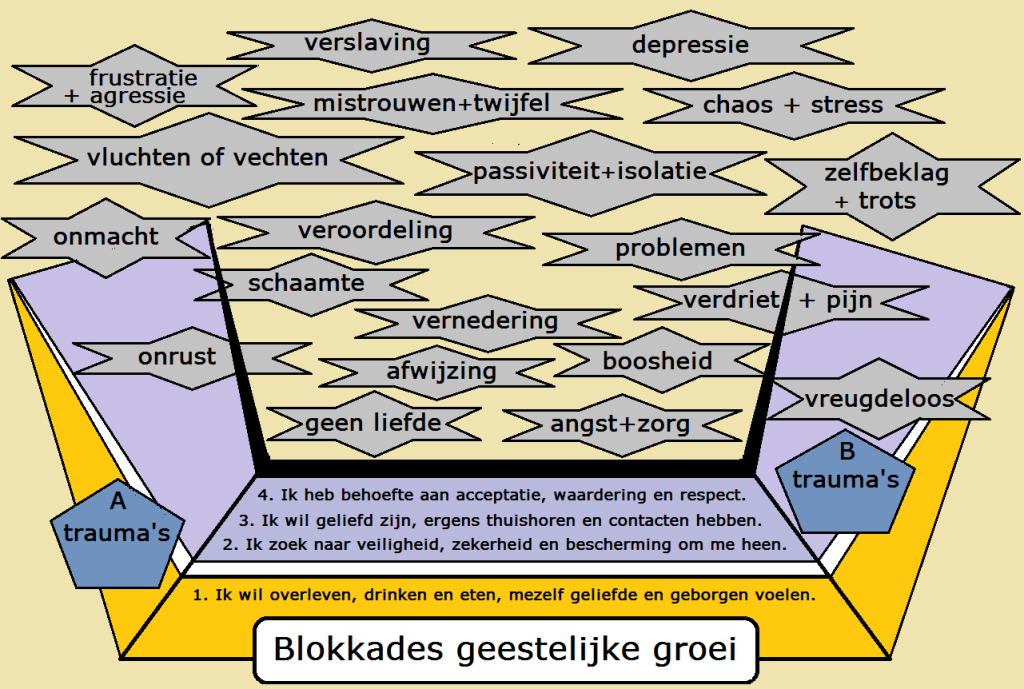 verslaving
depressie
frustratie
+ agressie
mistrouwen+twijfel
chaos + stress
vluchten of vechten
passiviteit+isolatie
zelfbeklag
+ trots
onmacht
veroordeling
problemen
schaamte
verdriet + pijn
vernedering
onrust
afwijzing
boosheid
vreugdeloos
geen liefde
angst+zorg
B
trauma's
A
trauma's
4. Ik heb behoefte aan acceptatie, waardering en respect.
3. Ik wil geliefd zijn, ergens thuishoren en contacten hebben.
2. Ik zoek naar veiligheid, zekerheid en bescherming om me heen.
1. Ik wil overleven, drinken en eten, mezelf geliefde en geborgen voelen.
Blokkades geestelijke groei